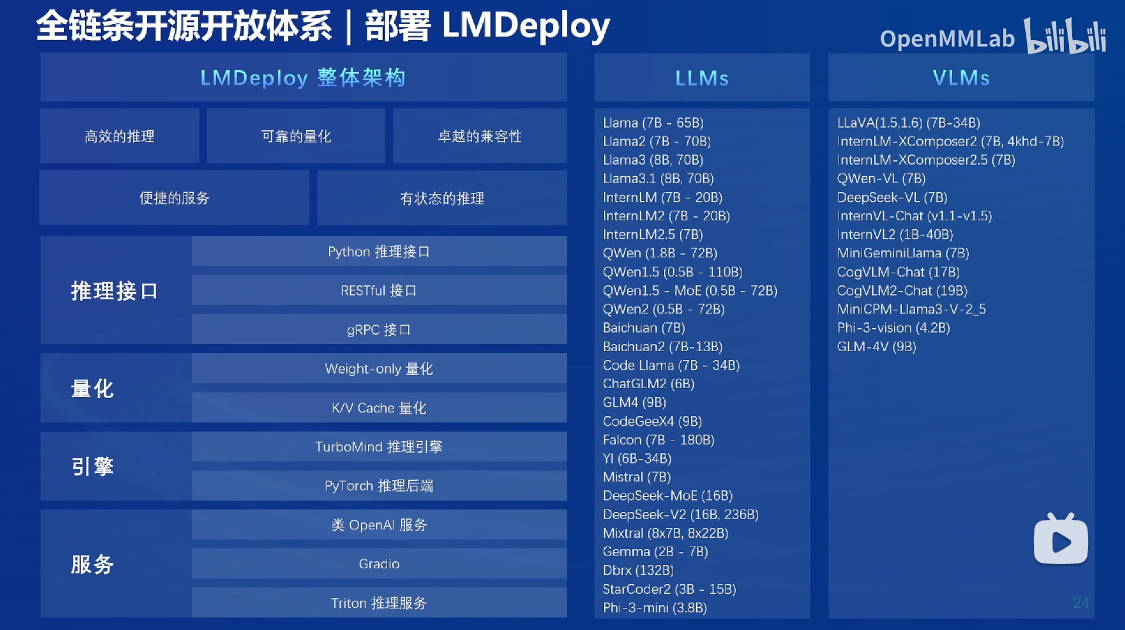 全链条开源开放体系｜部署 LMDeploy
OpenMMLab bilibili
LMDeploy 整体架构
高效的推理
可靠的量化
卓越的兼容性
便捷的服务
有状态的推理
推理接口
Python 推理接口
RESTful 接口
gRPC 接口
量化
Weight-only 量化
K/V Cache 量化
引擎
TurboMind 推理引擎
PyTorch 推理后端
服务
类 OpenAI 服务
Gradio
Triton 推理服务
LLMs
Llama (7B - 65B)
Llama2 (7B - 70B)
Llama3 (8B, 70B)
Llama3.1 (8B, 70B)
InternLM (7B - 20B)
InternLM2 (7B - 20B)
InternLM2.5 (7B)
QWen (1.8B - 72B)
QWen1.5 (0.5B - 110B)
QWen1.5 - MoE (0.5B - 72B)
QWen2 (0.5B - 72B)
Baichuan (7B)
Baichuan2 (7B-13B)
Code Llama (7B - 34B)
ChatGLM2 (6B)
GLM4 (9B)
CodeGeeX4 (9B)
Falcon (7B - 180B)
YI (6B-34B)
Mistral (7B)
DeepSeek-MoE (16B)
DeepSeek-V2 (16B, 236B)
Mixtral (8x7B, 8x22B)
Gemma (2B - 7B)
Dbrx (132B)
StarCoder2 (3B - 15B)
Phi-3-mini (3.8B)
VLMs
LLaVA(1.5,1.6) (7B-34B)
InternLM-XComposer2 (7B, 4khd-7B)
InternLM-XComposer2.5 (7B)
QWen-VL (7B)
DeepSeek-VL (7B)
InternVL-Chat (v1.1-v1.5)
InternVL2 (1B-40B)
MiniGeminiLlama (7B)
CogVLM-Chat (17B)
CogVLM2-Chat (19B)
MiniCPM-Llama3-V-2_5
Phi-3-vision (4.2B)
GLM-4V (9B)
24